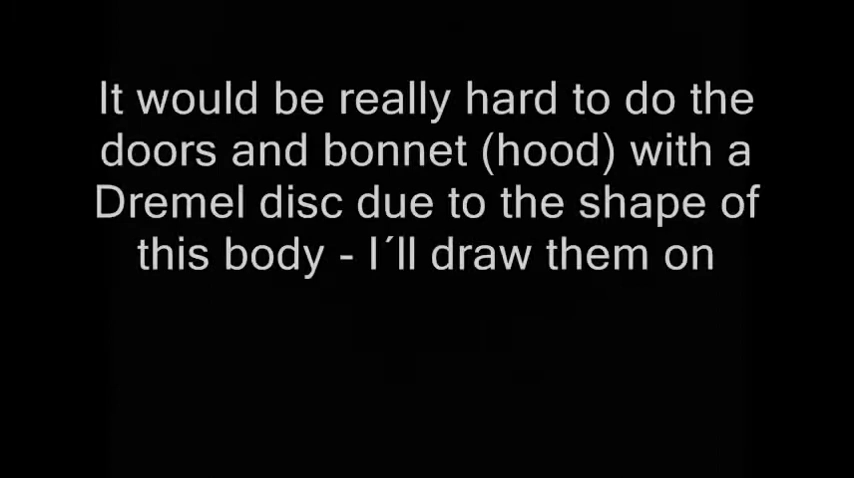 It would be really hard to do the
doors and bonnet (hood) with a
Dremel disc due to the shape of
this body - I´ll draw them on